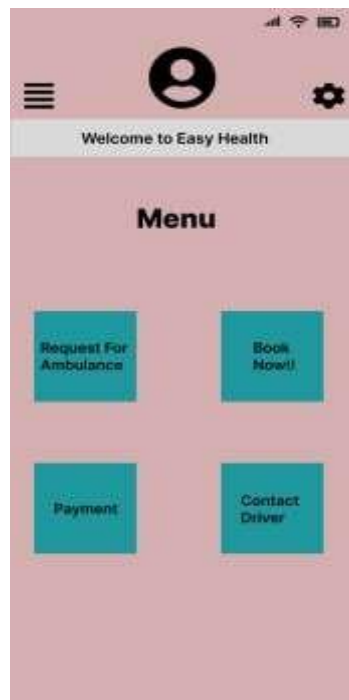 Welcome to Easy Health
Menu
Request For
Ambulance
Book
Now!!
Payment
Contact
Driver